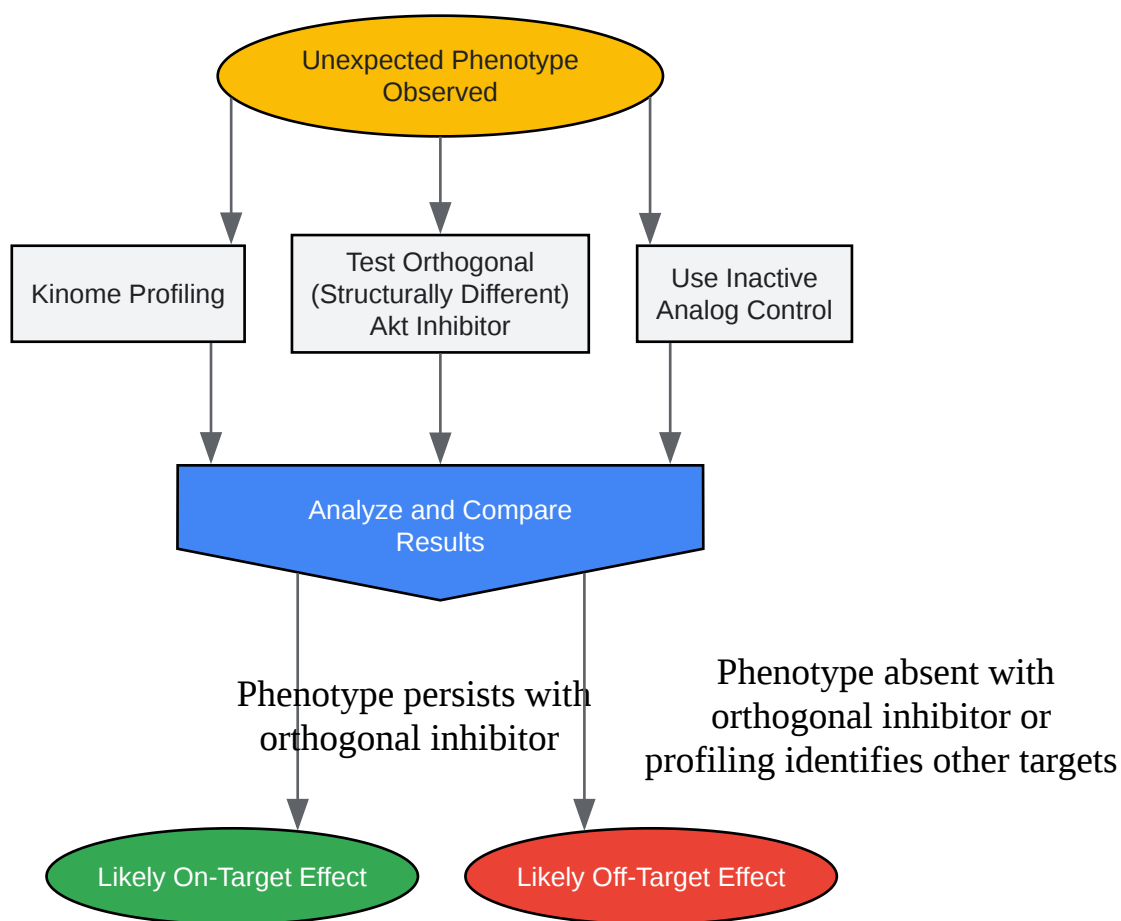 Unexpected Phenotype
Observed
Kinome Profiling
Test Orthogonal
(Structurally Different)
Akt Inhibitor
Use Inactive
Analog Control
Analyze and Compare
Results
Phenotype persists with
orthogonal inhibitor
Phenotype absent with
orthogonal inhibitor or
profiling identifies other targets
Likely On-Target Effect
Likely Off-Target Effect